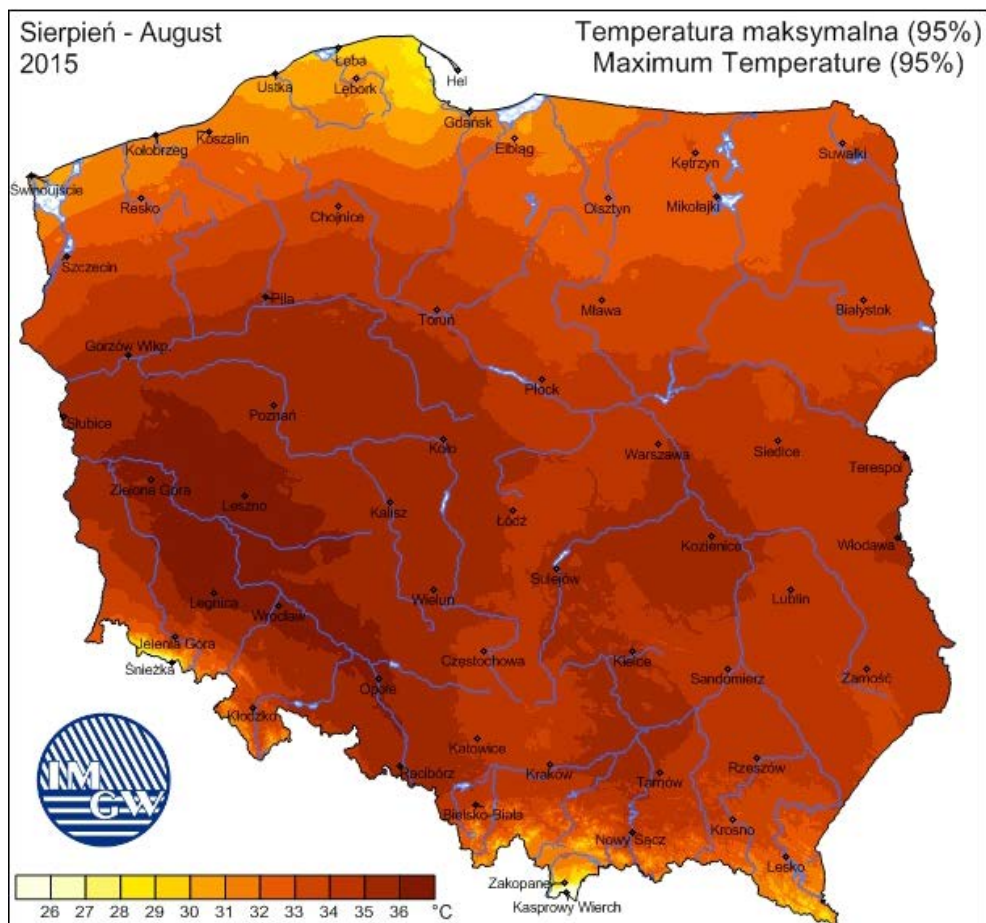 Sierpień - August
2015
Temperatura maksymalna (95%)
Maximum Temperature (95%)
Łeba
Hel
Ustka
Lębork
Gdańsk
Koszalin
Kołobrzeg
Elbląg
Kętrzyn
Suwałki
Świnoujście
Resko
Chojnice
Olsztyn
Mikołajki
Szczecin
Piła
Toruń
Mława
Białystok
Gorzów Wlkp.
Płock
Słubice
Poznań
Koło
Warszawa
Siedlce
Terespol
Zielona Góra
Leszno
Kalisz
Łódź
Kozienice
Włodawa
Sulejów
Legnica
Wrocław
Wieluń
Lublin
Jelenia Góra
Śnieżka
Częstochowa
Kielce
Sandomierz
Zamość
Opole
Kłodzko
Katowice
Racibórz
Kraków
Tarnów
Rzeszów
Bielsko-Biała
Nowy Sącz
Krosno
Lesko
Zakopane
Kasprowy Wierch
IM
GW
26 27 28 29 30 31 32 33 34 35 36 °C